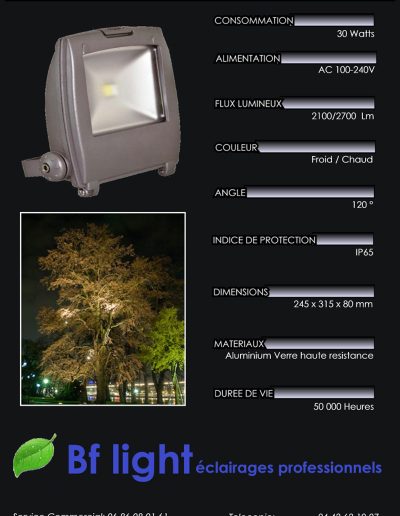 CONSOMMATION
30 Watts
ALIMENTATION
AC 100-240V
FLUX LUMINEUX
2100/2700 Lm
COULEUR
Froid / Chaud
ANGLE
120 °
INDICE DE PROTECTION
IP65
DIMENSIONS
245 x 315 x 80 mm
MATERIAUX
Aluminium Verre haute resistance
DUREE DE VIE
50 000 Heures
Bf light éclairages professionnels